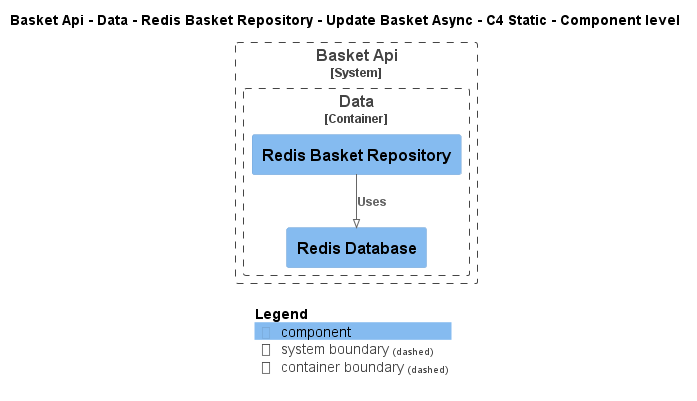 Basket Api - Data - Redis Basket Repository - Update Basket Async - C4 Static - Component level
Basket Api
[System]
Data
[Container]
Redis Basket Repository
Uses
Redis Database
Legend
component
system boundary (dashed)
container boundary (dashed)